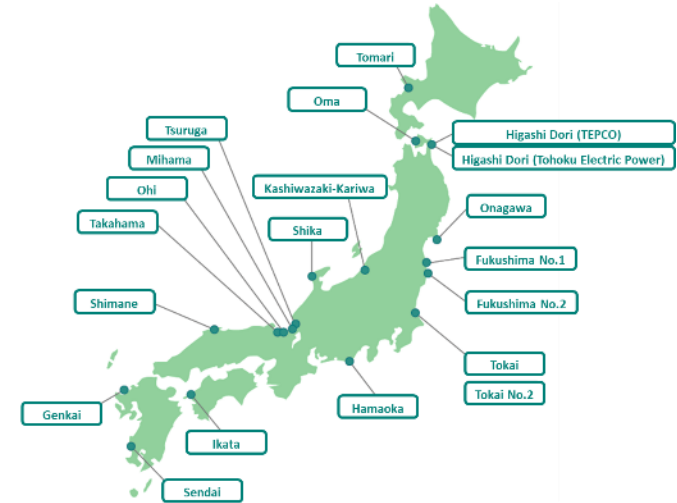 Tomari
Oma
Higashi Dori (TEPCO)
Tsuruga
Higashi Dori (Tohoku Electric Power)
Mihama
Ohi
Kashiwazaki-Kariwa
Onagawa
Takahama
Shika
Fukushima No.1
Shimane
Fukushima No.2
Tokai
Tokai No.2
Genkai
Hamaoka
Ikata
Sendai